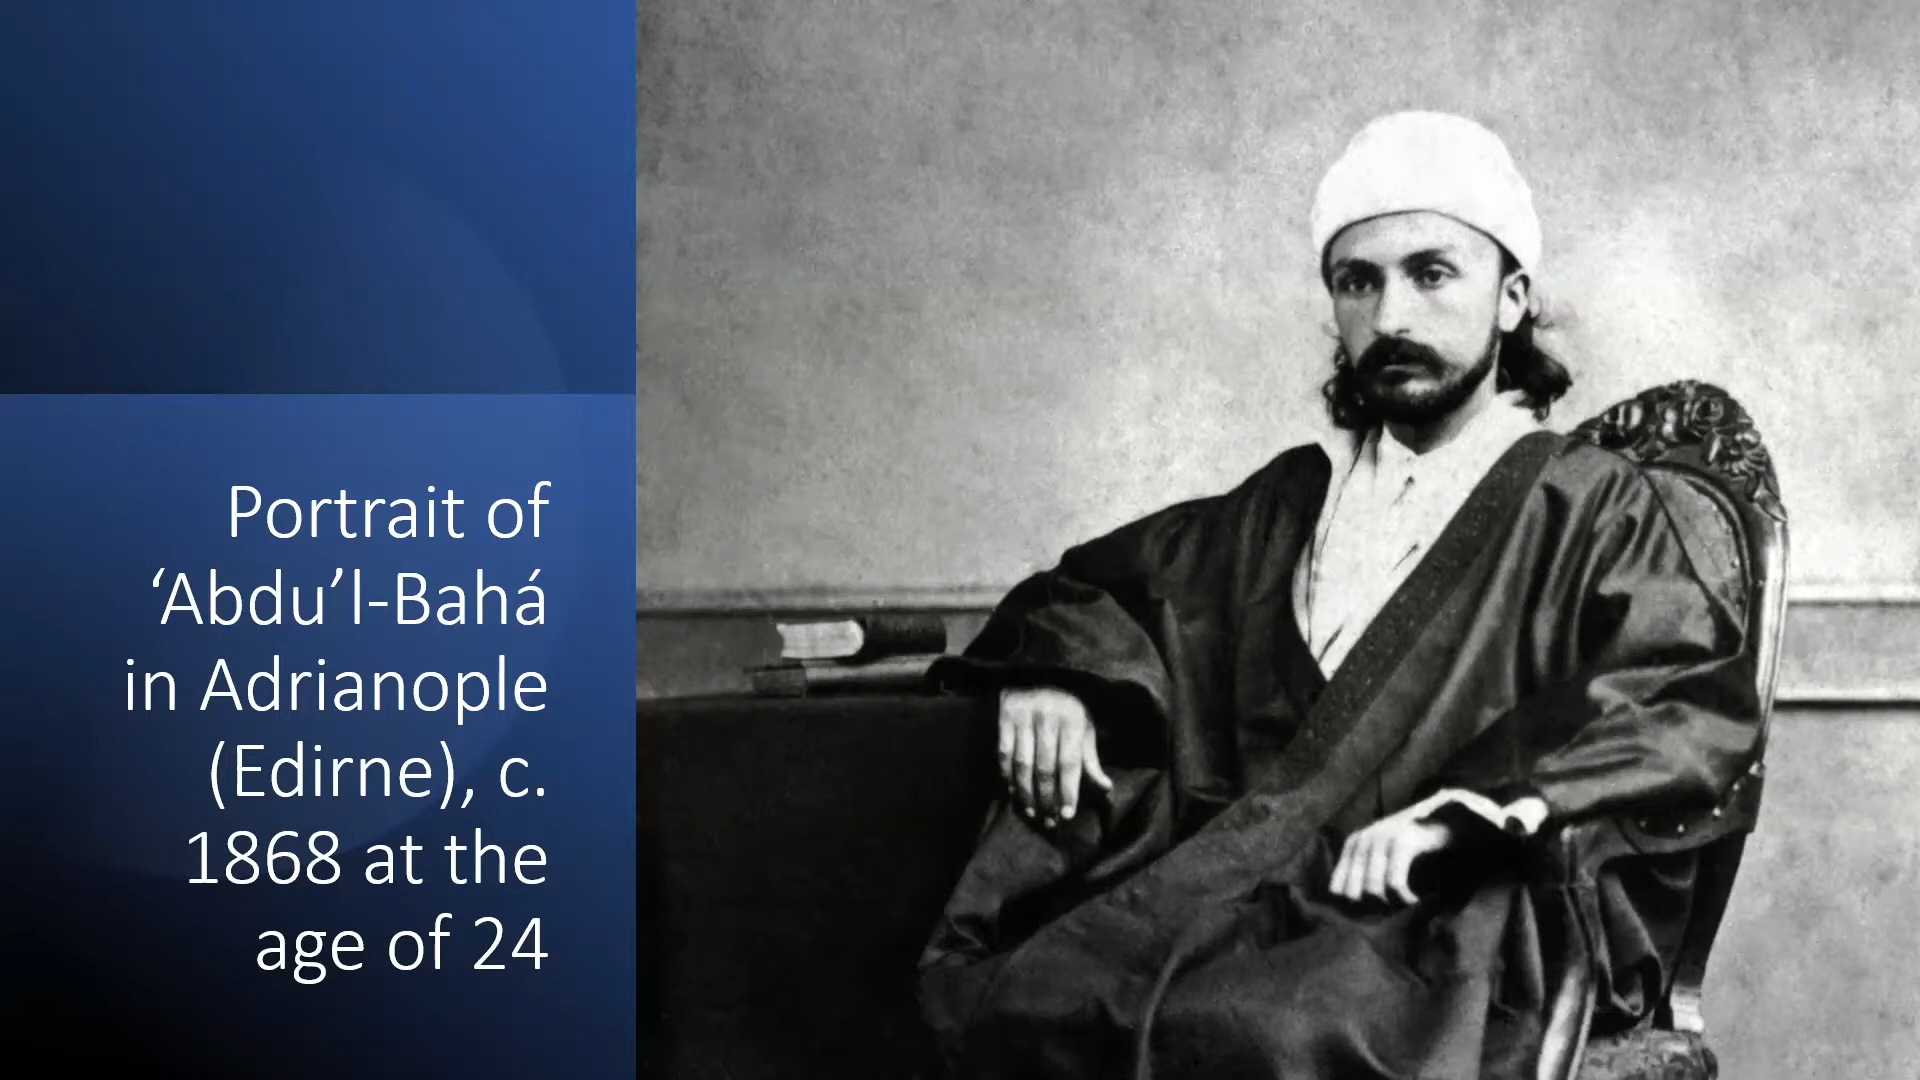 Portrait of
‘Abdu’l-Bahá
in Adrianople
(Edirne), c.
1868 at the
age of 24